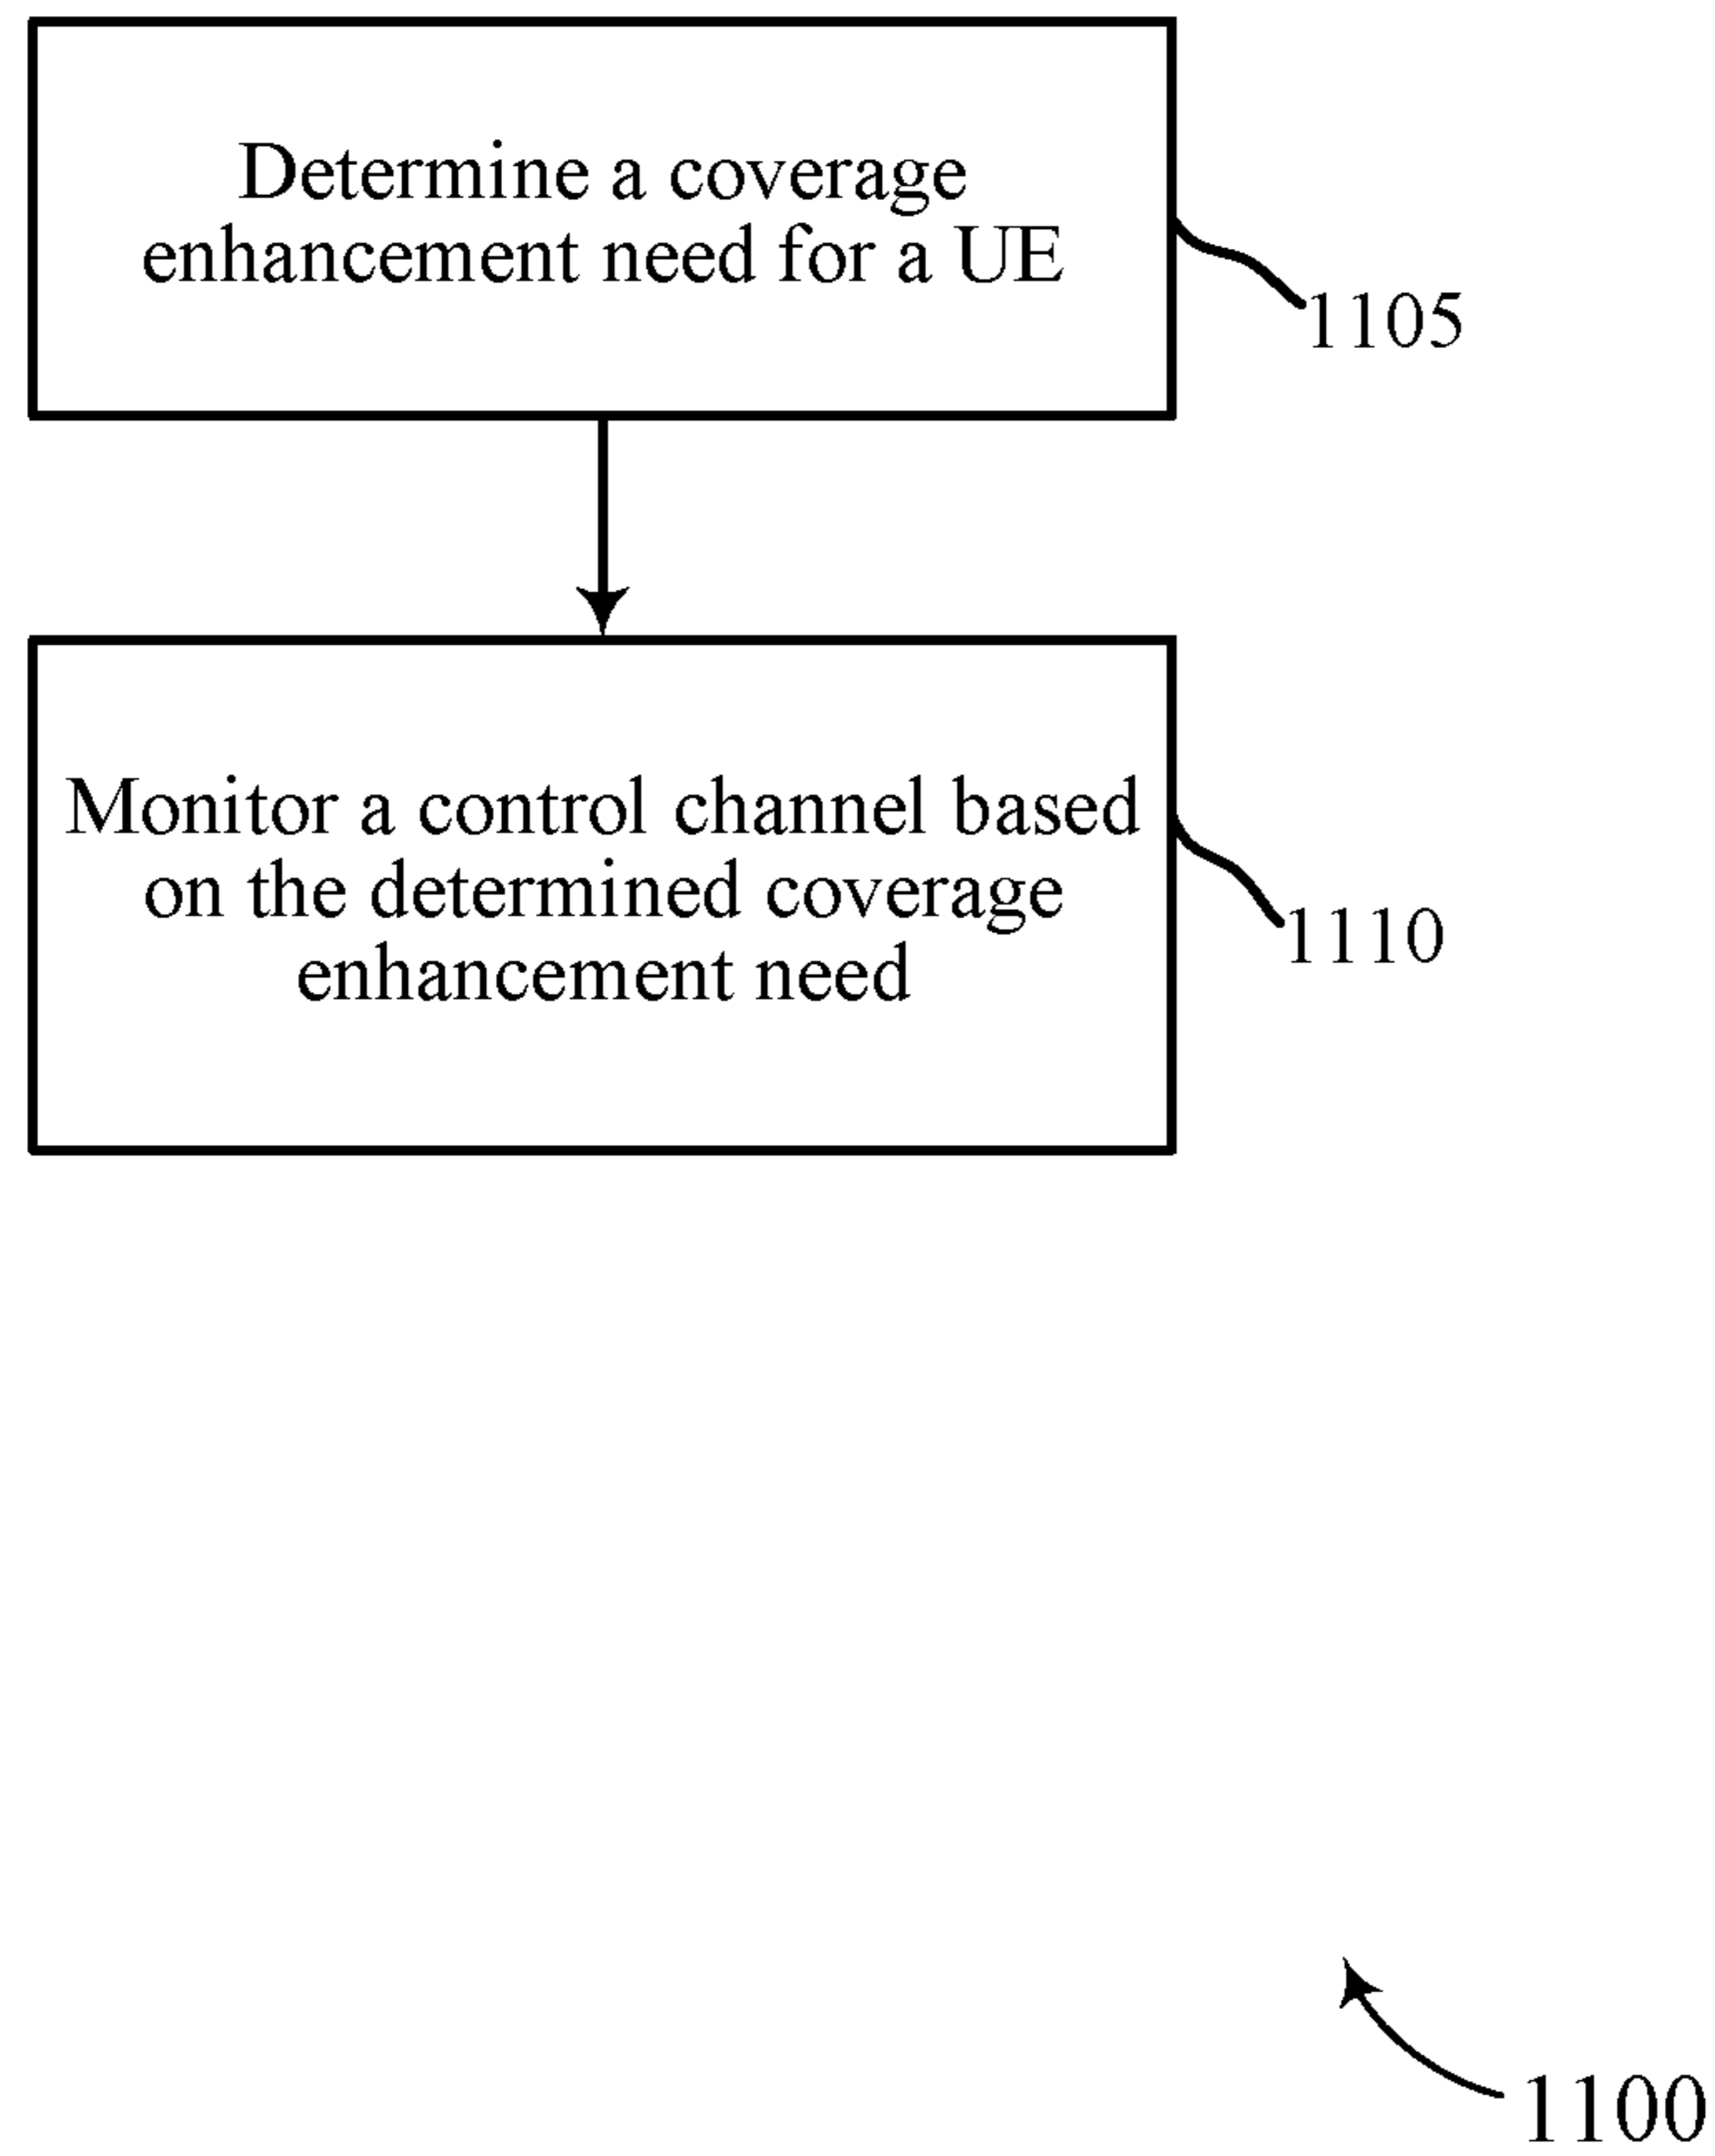 Determine a coverage
enhancement need for a UE
1105
Monitor a control channel based
on the determined coverage
enhancement need
1110
1100